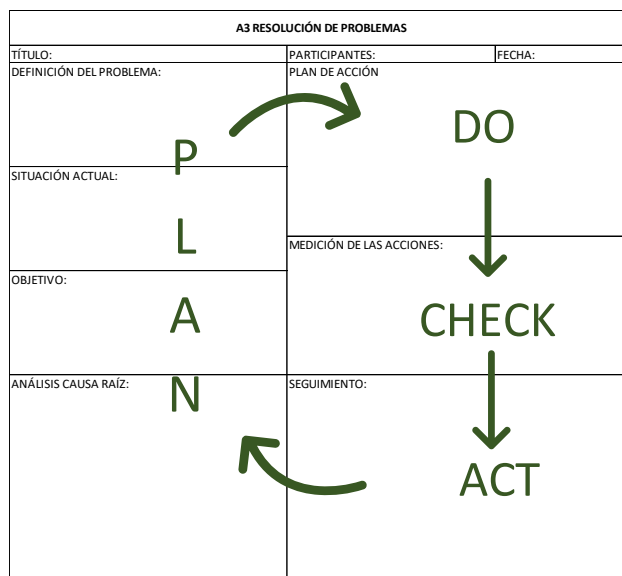 A3 RESOLUCIÓN DE PROBLEMAS
TÍTULO:
PARTICIPANTES:
FECHA:
DEFINICIÓN DEL PROBLEMA:
SITUACIÓN ACTUAL:
OBJETIVO:
ANÁLISIS CAUSA RAÍZ:
P
L
A
N
PLAN DE ACCIÓN
DO
MEDICIÓN DE LAS ACCIONES:
CHECK
SEGUIMIENTO:
ACT